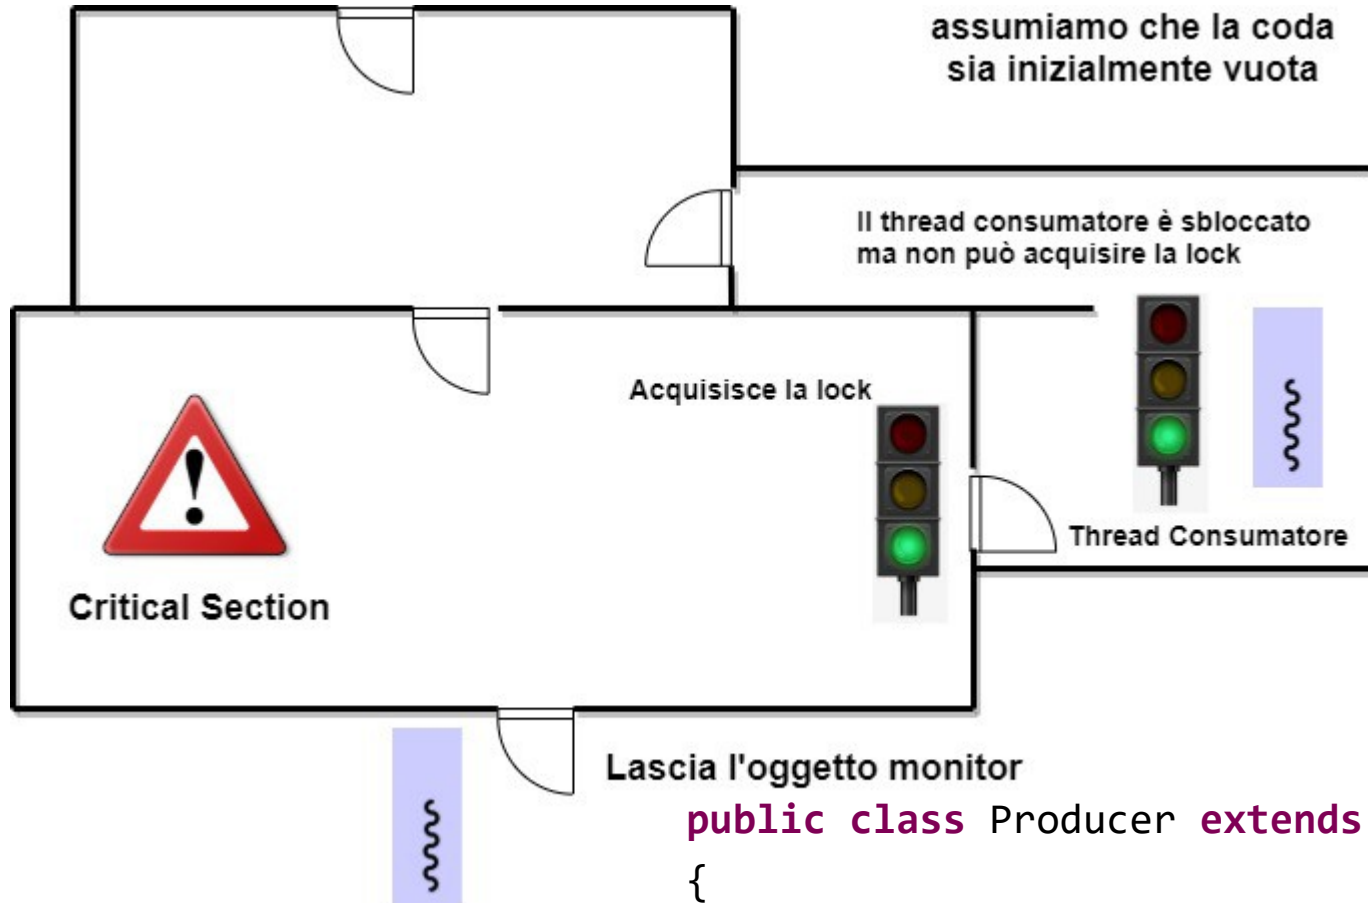 assumiamo che la coda
sia inizialmente vuota
Il thread consumatore è sbloccato
ma non può acquisire la lock
Acquisisce la lock
Thread Consumatore
Critical Section
Lascia l'oggetto monitor
public class Producer extends
{